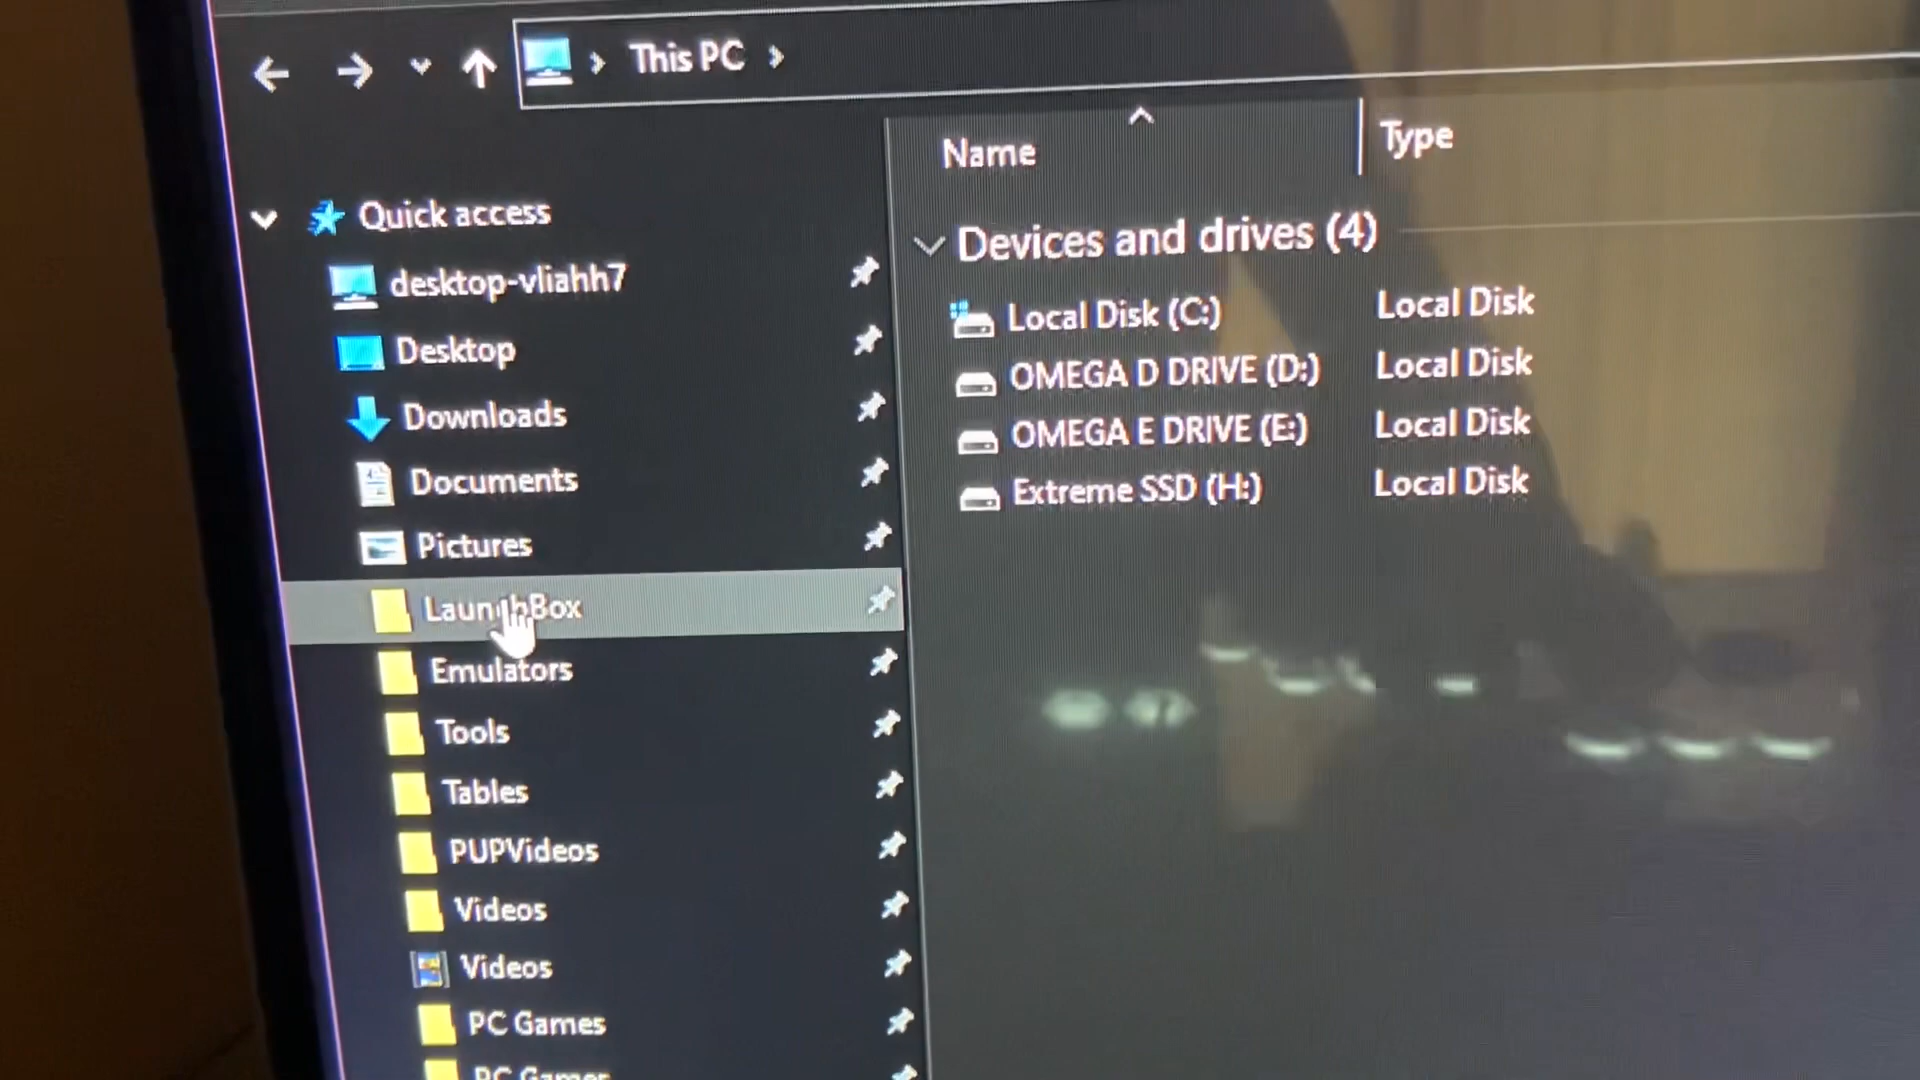 This PC
Name
Type
Quick access
desktop-vliahh7
Desktop
Downloads
Documents
Pictures
LaunchBox
Emulators
Tools
Tables
PUPVideos
Videos
Videos
PC Games
PC Games
Devices and drives (4)
Local Disk (C:) Local Disk
OMEGA D DRIVE (D:) Local Disk
OMEGA E DRIVE (E:) Local Disk
Extreme SSD (H:) Local Disk